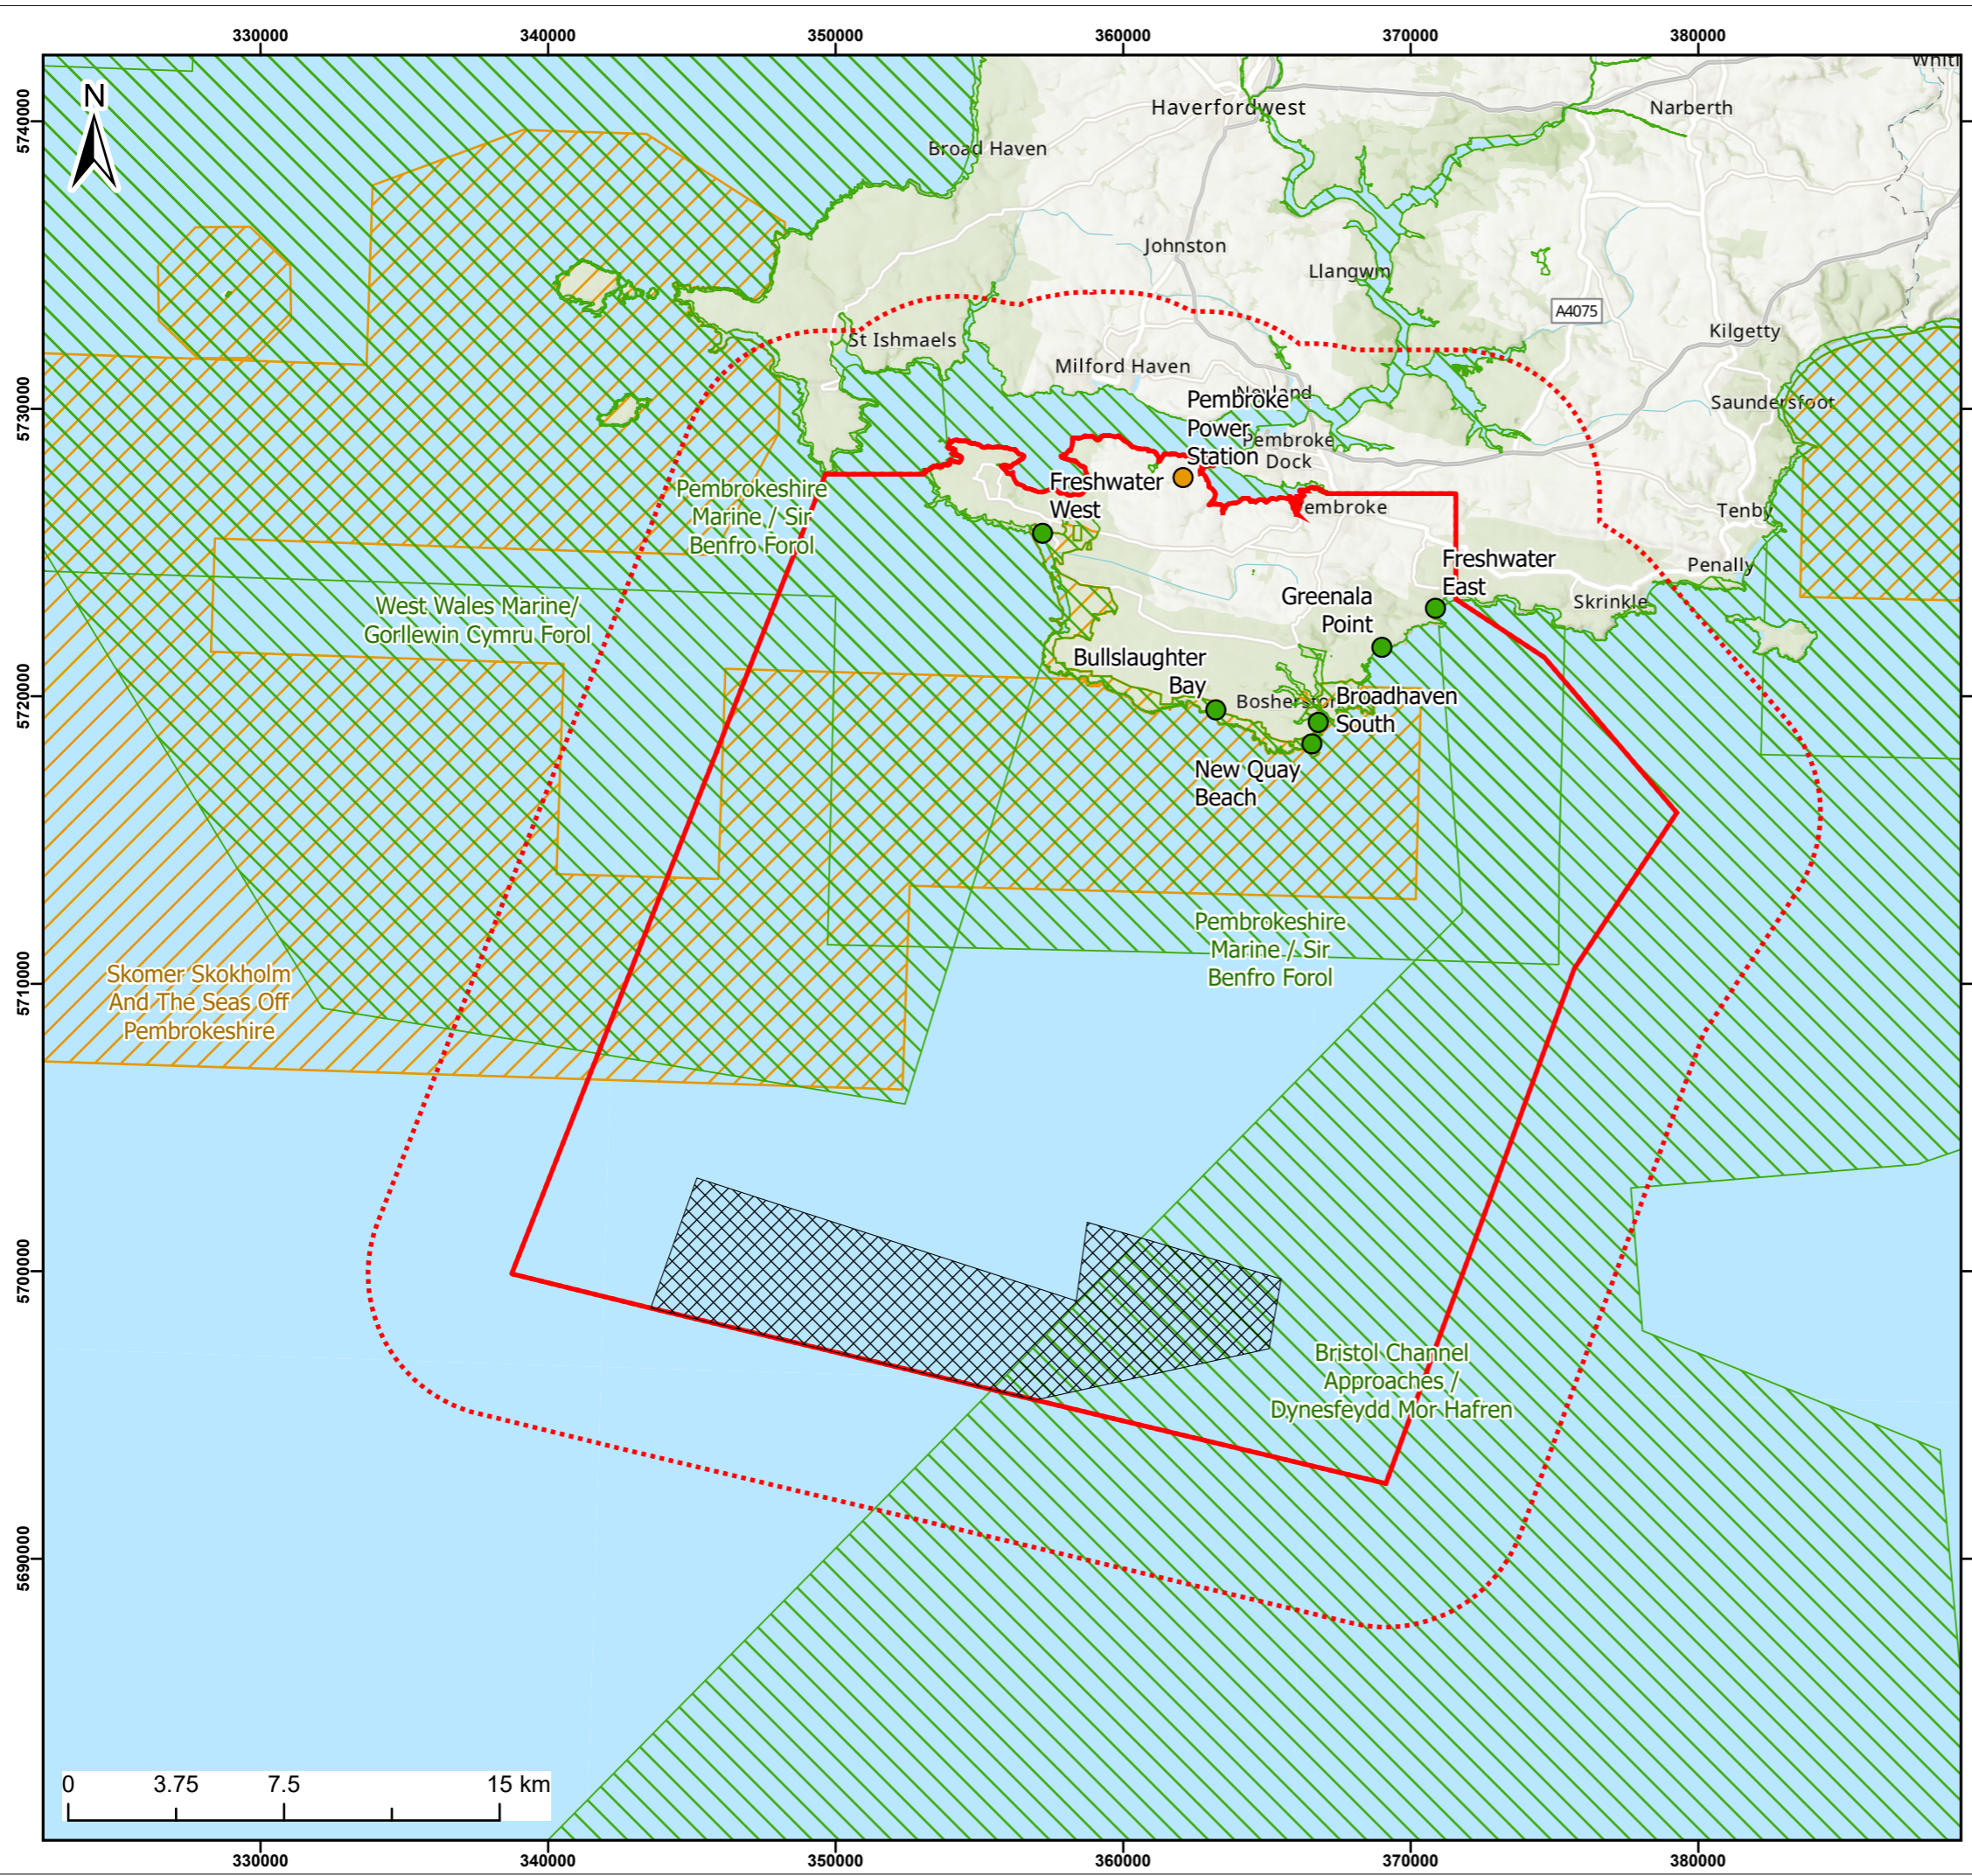 330000 340000 350000 360000 370000 380000
5740000
5730000
5720000
5710000
5700000
5690000
N
Haverfordwest
Narberth
Broad Haven
Johnston
Llangwm
A4075
Kilgetty
St Ishmaels
Milford Haven
Neyland
Saundersfoot
Pembroke
Power
Station
Pembroke
Dock
Freshwater
West
Pembrokeshire
Marine / Sir
Benfro Forol
Tenby
Freshwater
East
Penally
Greenala
Point
Skrinkle
West Wales Marine/
Gorllewin Cymru Forol
Bullslaughter
Bay
Broadhaven
South
New Quay
Beach
Pembrokeshire
Marine / Sir
Benfro Forol
Skomer Skokholm
And The Seas Off
Pembrokeshire
Bristol Channel
Approaches /
Dynesfeydd Mor Hafren
0 3.75 7.5 15 km
330000 340000 350000 360000 370000 380000